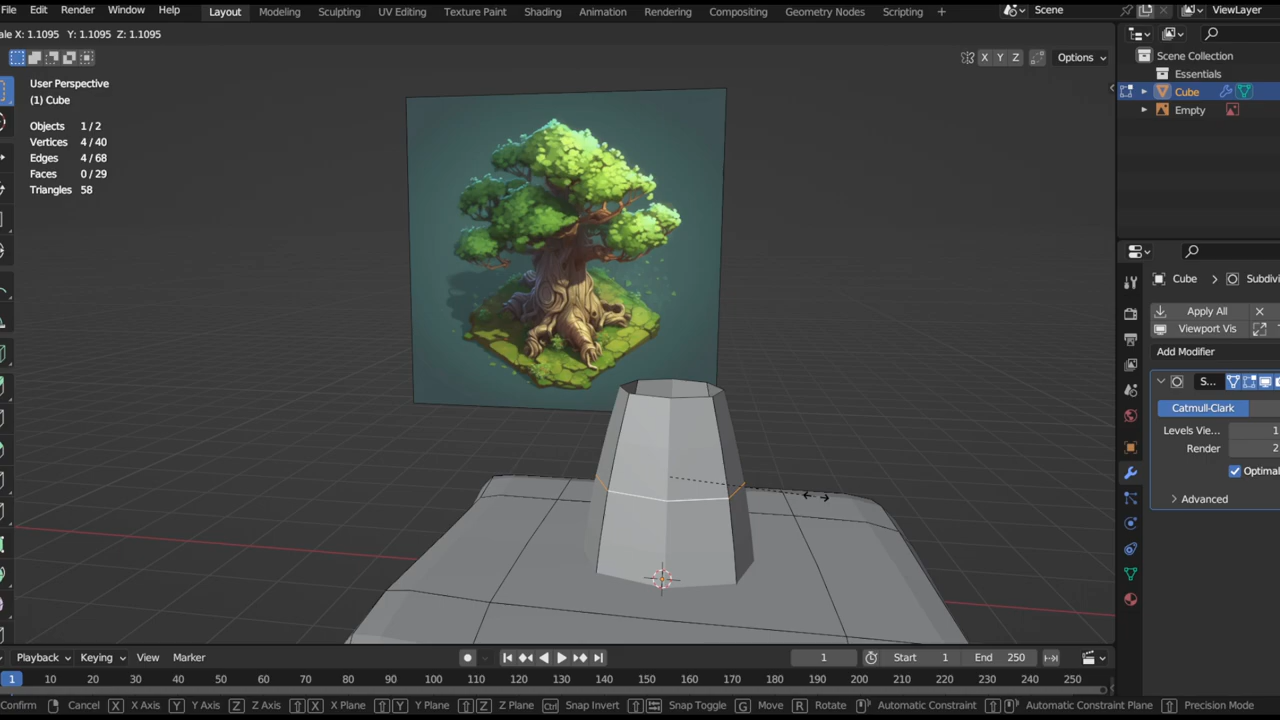 File Edit Render Window Help Layout Modeling Sculpting UV Editing Texture Paint Shading Animation Rendering Compositing Geometry Nodes Scripting + Scene ViewLayer
ale X: 1.1095 Y: 1.1095 Z: 1.1095
X Y Z Options
User Perspective
(1) Cube
Objects 1 / 2
Vertices 4 / 40
Edges 4 / 68
Faces 0 / 29
Triangles 58
Scene Collection
Essentials
Cube
Empty
Cube > Subdivi
Apply All
Viewport Vis
Add Modifier
S...
Catmull-Clark
Levels Vie... 1
Render 2
Optimal
Advanced
Playback Keying View Marker 1 Start 1 End 250
1 10 20 30 40 50 60 70 80 90 100 110 120 130 140 150 160 170 180 190 200 210 220 230 240 250
Confirm Cancel X X Axis Y Y Axis Z Z Axis X X Plane Y Y Plane Z Z Plane Ctrl Snap Invert Snap Toggle G Move R Rotate Automatic Constraint Automatic Constraint Plane Precision Mode